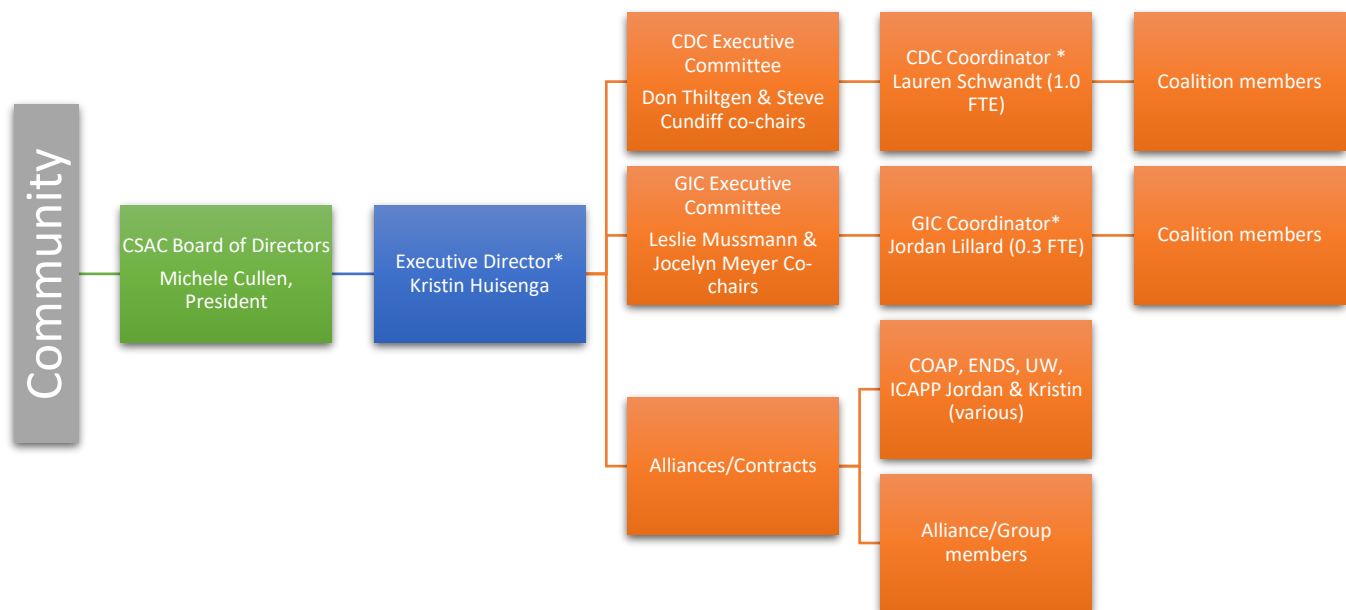 Community
CSAC Board of Directors
Michele Cullen,
President
Executive Director*
Kristin Huisenga
CDC Executive
Committee
Don Thiltgen & Steve
Cundiff co-chairs
CDC Coordinator *
Lauren Schwandt (1.0
FTE)
Coalition members
GIC Executive
Committee
Leslie Mussmann &
Jocelyn Meyer Co-
chairs
GIC Coordinator*
Jordan Lillard (0.3 FTE)
Coalition members
Alliances/Contracts
COAP, ENDS, UW,
ICAPP Jordan & Kristin
(various)
Alliance/Group
members